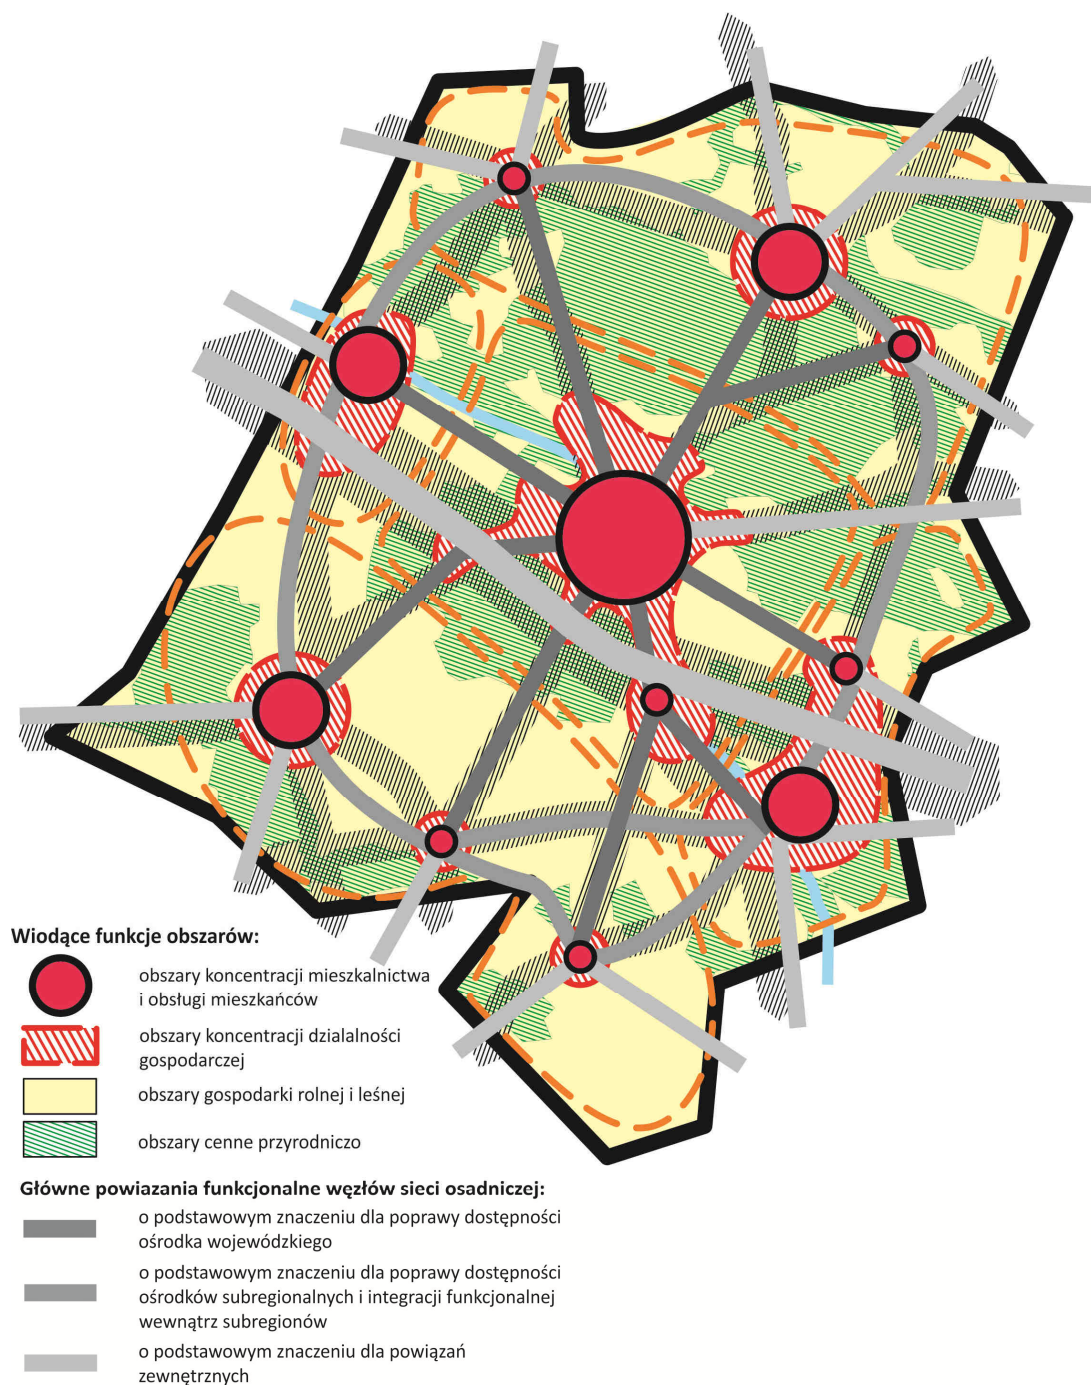 Wiodące funkcje obszarów:
obszary koncentracji mieszkalnictwa
i obsługi mieszkańców
obszary koncentracji dzialalności
gospodarczej
obszary gospodarki rolnej i leśnej
obszary cenne przyrodniczo
Główne powiazania funkcjonalne węzłów sieci osadniczej:
o podstawowym znaczeniu dla poprawy dostępności
ośrodka wojewódzkiego
o podstawowym znaczeniu dla poprawy dostępności
ośrodków subregionalnych i integracji funkcjonalnej
wewnątrz subregionów
o podstawowym znaczeniu dla powiązań
zewnętrznych